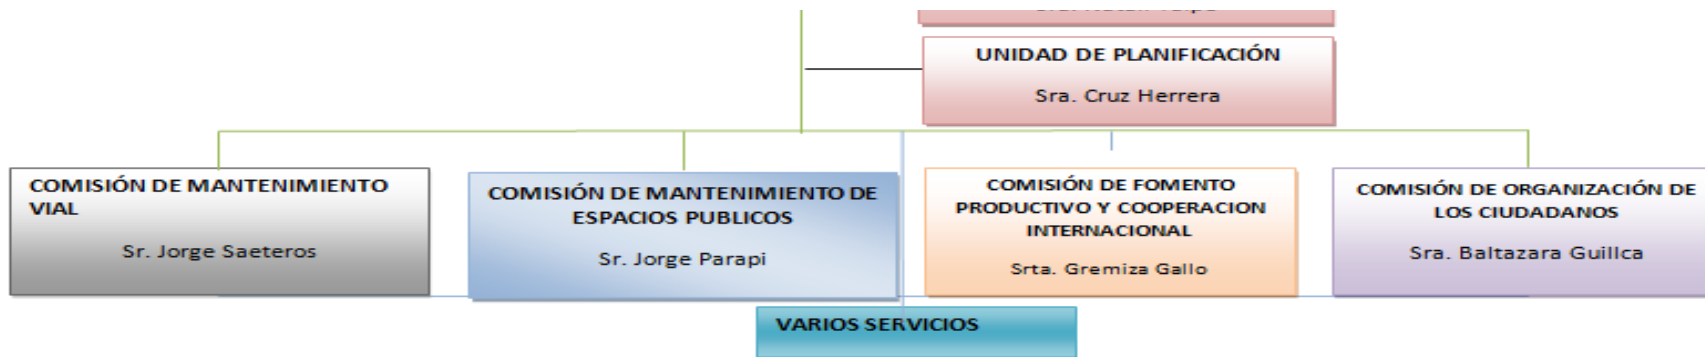 UNIDAD DE PLANIFICACIÓN
Sra. Cruz Herrera
COMISIÓN DE MANTENIMIENTO
VIAL
Sr. Jorge Saeteros
COMISIÓN DE MANTENIMIENTO DE
ESPACIOS PUBLICOS
Sr. Jorge Parapi
COMISIÓN DE FOMENTO
PRODUCTIVO Y COOPERACION
INTERNACIONAL
Srta. Gremiza Gallo
COMISIÓN DE ORGANIZACIÓN DE
LOS CIUDADANOS
Sra. Baltazara Guillca
VARIOS SERVICIOS